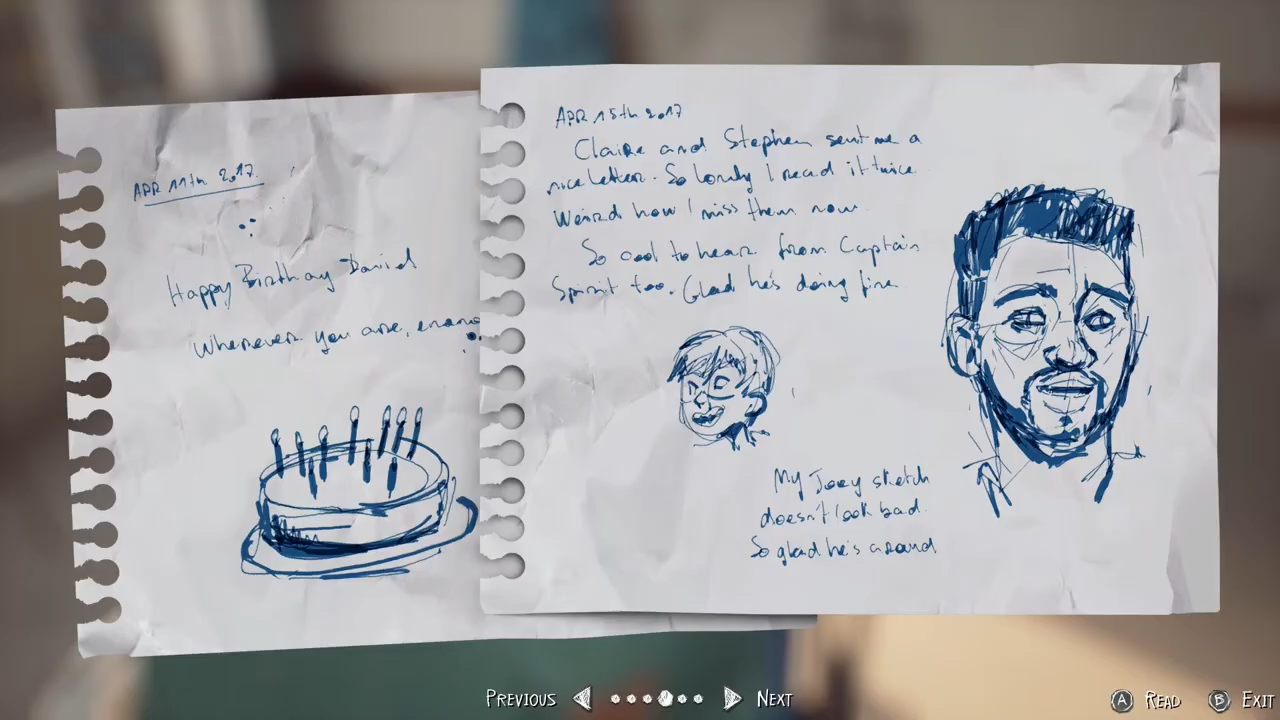 APR 11th 2017.
Happy Birthday Daniel
Wherever you are, enano
APR 15th 2017
Claire and Stephen sent me a
nice letter. So lonely I read it twice.
Weird how I miss them now.
So cool to hear from Captain
Spirit too. Glad he's doing fine
My Joey sketch
doesn't look bad.
So glad he's around
PREVIOUS
NEXT
A READ
B EXIT